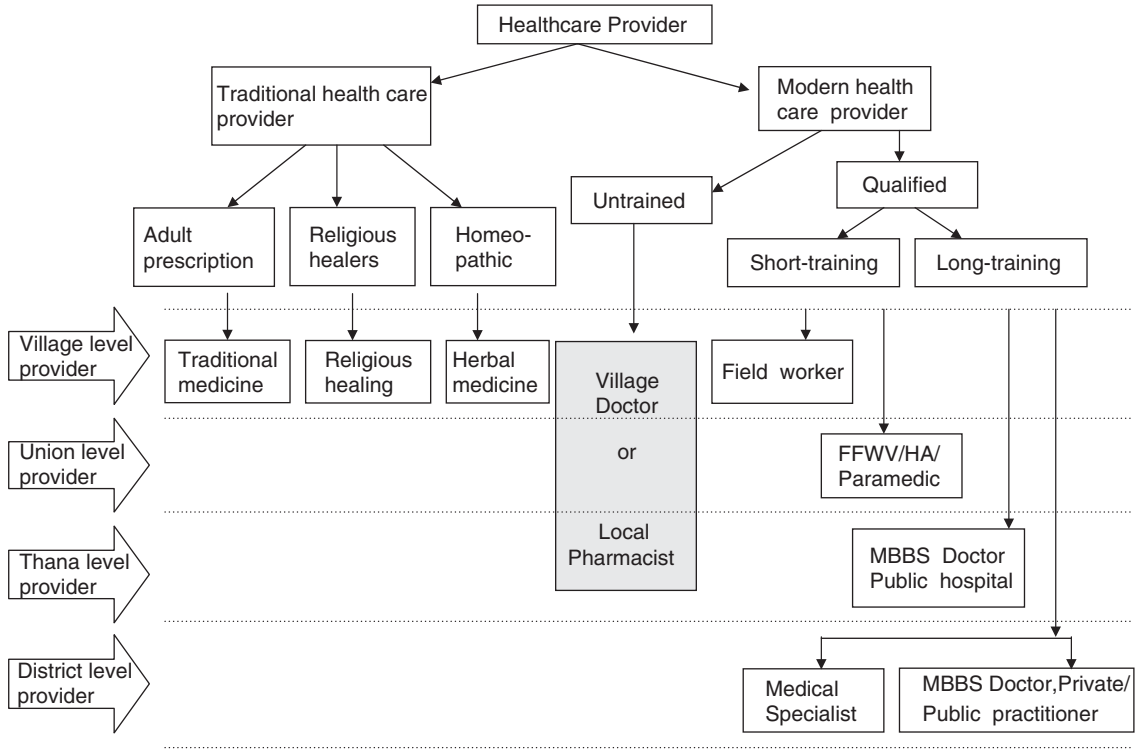 Healthcare Provider
Traditional health care
provider
Modern health
care provider
Untrained
Qualified
Adult
prescription
Religious
healers
Homeo-
pathic
Short-training
Long-training
Village level
provider
Traditional
medicine
Religious
healing
Herbal
medicine
Village
Doctor
or
Local
Pharmacist
Field worker
Union level
provider
FFWV/HA/
Paramedic
Thana level
provider
MBBS Doctor
Public hospital
District level
provider
Medical
Specialist
MBBS Doctor,Private/
Public practitioner